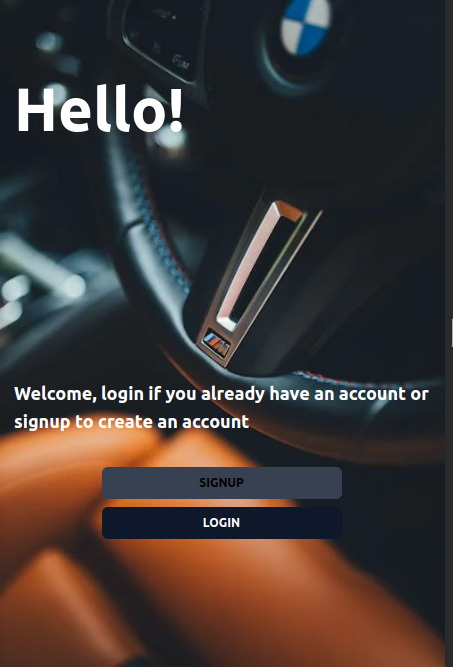 Hello!
Welcome, login if you already have an account or
signup to create an account
SIGNUP
LOGIN